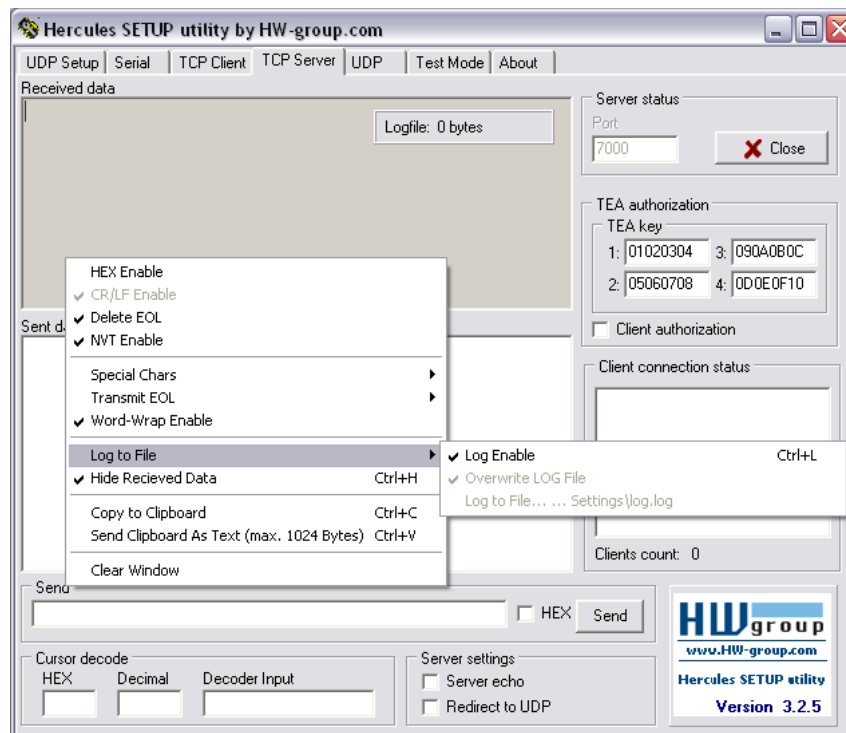 Hercules SETUP utility by HW-group.com
UDP Setup Serial TCP Client TCP Server UDP Test Mode About
Received data
Logfile: 0 bytes
Server status
Port
7000
Close
TEA authorization
TEA key
1: 01020304 3: 090A0B0C
2: 05060708 4: 0D0E0F10
Client authorization
Sent d
HEX Enable
CR/LF Enable
Delete EOL
NVT Enable
Special Chars
Transmit EOL
Word-Wrap Enable
Log to File
Hide Recieved Data Ctrl+H
Copy to Clipboard Ctrl+C
Send Clipboard As Text (max. 1024 Bytes) Ctrl+V
Clear Window
Log Enable Ctrl+L
Overwrite LOG File
Log to File... ... Settings\log.log
Client connection status
Clients count: 0
Send
HEX Send
Cursor decode
HEX Decimal Decoder Input
Server settings
Server echo
Redirect to UDP
HW group
www.HW-group.com
Hercules SETUP utility
Version 3.2.5